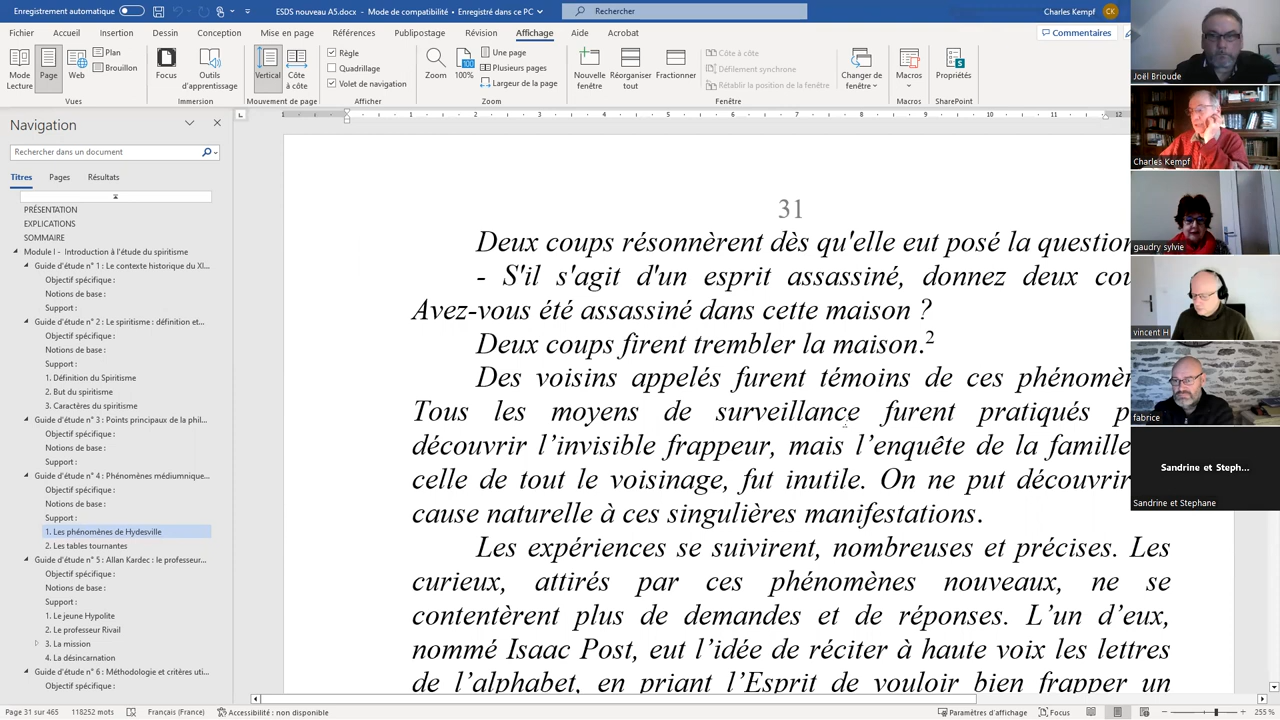 Enregistrement automatique
ESDS nouveau A5.docx - Mode de compatibilité • Enregistré dans ce PC
Rechercher
Charles Kempf
CK
Fichier Accueil Insertion Dessin Conception Mise en page Références Publipostage Révision Affichage Aide Acrobat
Commentaires
Mode Lecture
Page
Web
Plan
Brouillon
Vues
Focus
Outils d'apprentissage
Immersion
Vertical
Côte à côte
Mouvement de page
Règle
Quadrillage
Volet de navigation
Afficher
Zoom
100%
Une page
Plusieurs pages
Largeur de la page
Zoom
Nouvelle fenêtre
Réorganiser tout
Fractionner
Côte à côte
Défilement synchrone
Rétablir la position de la fenêtre
Fenêtre
Changer de fenêtre
Macros
Macros
Propriétés
SharePoint
Navigation
Rechercher dans un document
Titres Pages Résultats
PRÉSENTATION
EXPLICATIONS
SOMMAIRE
Module I - Introduction à l'étude du spiritisme
Guide d'étude n° 1 : Le contexte historique du XI...
Objectif spécifique :
Notions de base :
Support :
Guide d'étude n° 2 : Le spiritisme : définition et...
Objectif spécifique :
Notions de base :
Support :
1. Définition du Spiritisme
2. But du spiritisme
3. Caractères du spiritisme
Guide d'étude n° 3 : Points principaux de la phil...
Objectif spécifique :
Notions de base :
Support :
Guide d'étude n° 4 : Phénomènes médiumnique...
Objectif spécifique :
Notions de base :
Support :
1. Les phénomènes de Hydesville
2. Les tables tournantes
Guide d'étude n° 5 : Allan Kardec : le professeur...
Objectif spécifique :
Notions de base :
Support :
1. Le jeune Hypolite
2. Le professeur Rivail
3. La mission
4. La désincarnation
Guide d'étude n° 6 : Méthodologie et critères uti...
Objectif spécifique :
1 1 2 3 4 5 6 7 8 9 10 11 12
31
Deux coups résonnèrent dès qu'elle eut posé la question
- S'il s'agit d'un esprit assassiné, donnez deux cou
Avez-vous été assassiné dans cette maison ?
Deux coups firent trembler la maison.2
Des voisins appelés furent témoins de ces phénomèn
Tous les moyens de surveillance furent pratiqués p
découvrir l'invisible frappeur, mais l'enquête de la famille
celle de tout le voisinage, fut inutile. On ne put découvrir
cause naturelle à ces singulières manifestations.
Les expériences se suivirent, nombreuses et précises. Les
curieux, attirés par ces phénomènes nouveaux, ne se
contentèrent plus de demandes et de réponses. L'un d'eux,
nommé Isaac Post, eut l'idée de réciter à haute voix les lettres
de l'alphabet, en priant l'Esprit de vouloir bien frapper un
Joël Brioude
Charles Kempf
gaudry sylvie
vincent H
fabrice
Sandrine et Steph...
Sandrine et Stephane
Page 31 sur 465 118252 mots Français (France) Accessibilité : non disponible
Paramètres d'affichage Focus 255 %